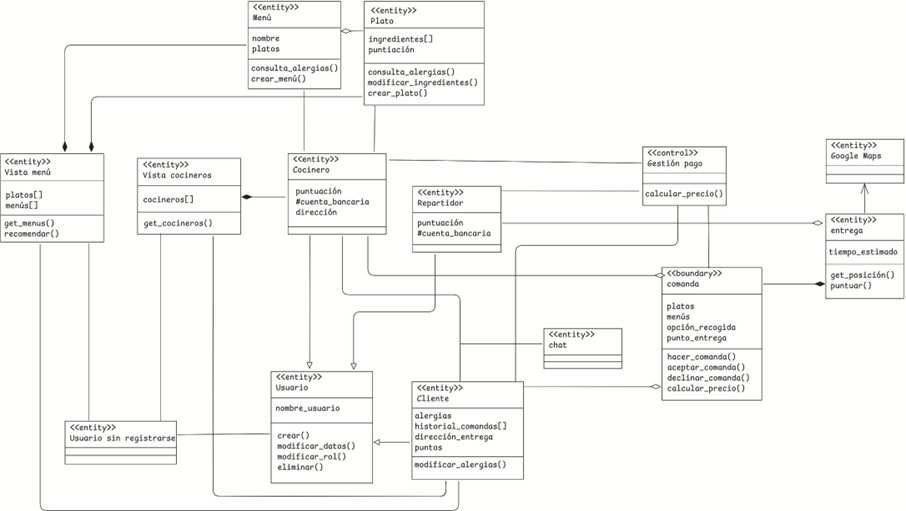 <<entity>>
Menú
nombre
platos
consulta_alergias()
crear_menú()
<<entity>>
Plato
ingredientes[]
puntiación
consulta_alergias()
modificar_ingredientes()
crear_plato()
<<entity>>
Vista menú
platos[]
menús[]
get_menus()
recomendar()
<<entity>>
Vista cocineros
cocineros[]
get_cocineros()
<<entity>>
Cocinero
puntuación
#cuenta_bancaria
dirección
<<entity>>
Repartidor
puntuación
#cuenta_bancaria
<<control>>
Gestión pago
calcular_precio()
<<entity>>
Google Maps
<<entity>>
entrega
tiempo_estimado
get_posición()
puntuar()
<<boundary>>
comanda
platos
menús
opción_recogida
punto_entrega
hacer_comanda()
aceptar_comanda()
declinar_comanda()
calcular_precio()
<<entity>>
chat
<<entity>>
Usuario
nombre_usuario
crear()
modificar_datos()
modificar_rol()
eliminar()
<<entity>>
Cliente
alergias
historial_comandas[]
dirección_entrega
puntos
modificar_alergias()
<<entity>>
Usuario sin registrarse